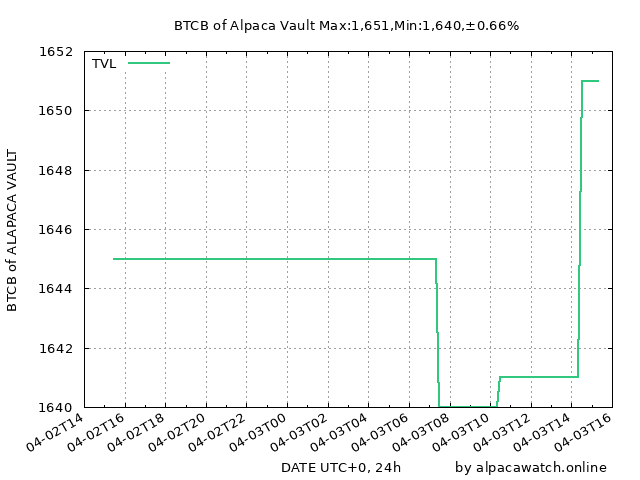 BTCB of Alpaca Vault Max:1,651,Min:1,640,±0.66%
TVL
BTCB of ALAPACA VAULT
1652
1650
1648
1646
1644
1642
1640
04-02T14
04-02T16
04-02T18
04-02T20
04-02T22
04-03T00
04-03T02
04-03T04
04-03T06
04-03T08
04-03T10
04-03T12
04-03T14
04-03T16
DATE UTC+0, 24h
by alpacawatch.online